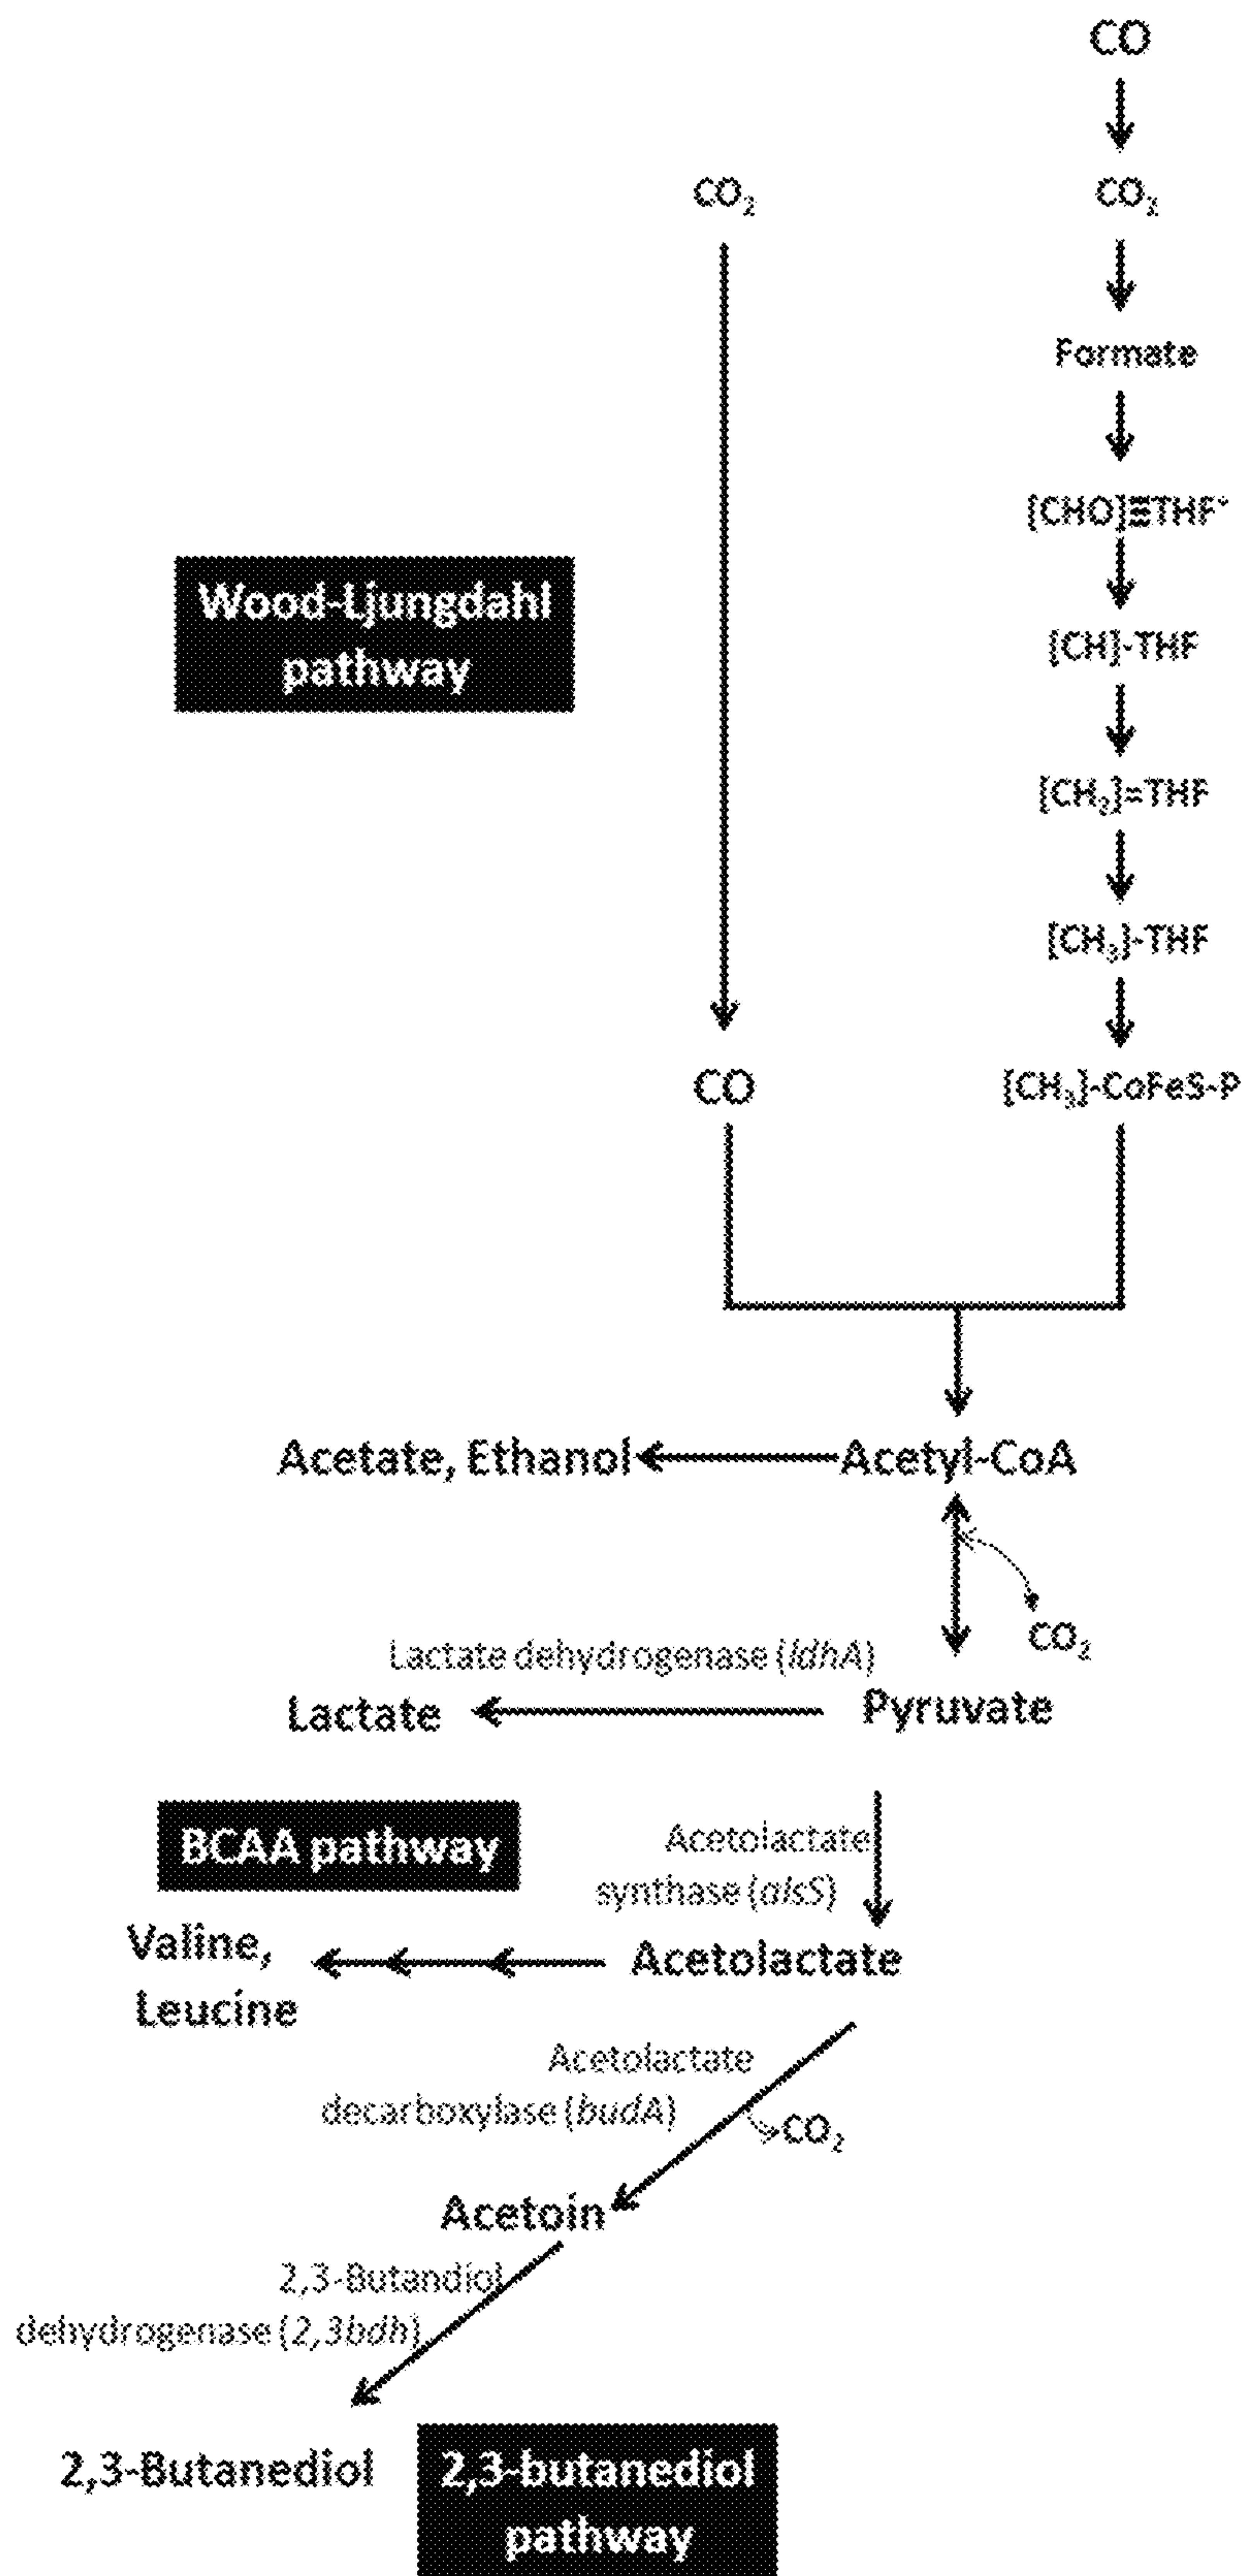 CO
CO₂
CO₂
Formate
[CHO]≡THF⁺
Wood-Ljungdahl
pathway
[CH]-THF
[CH₂]=THF
[CH₃]-THF
CO
[CH₃]-CoFeS-P
Acetate, Ethanol
Acetyl-CoA
CO₂
Lactate dehydrogenase (ldhA)
Lactate
Pyruvate
BCAA pathway
Acetolactate
synthase (alsS)
Valine,
Leucine
Acetolactate
Acetolactate
decarboxylase (budA)
CO₂
Acetoin
2,3-Butandiol
dehydrogenase (2,3bdh)
2,3-Butanediol
2,3-butanediol
pathway